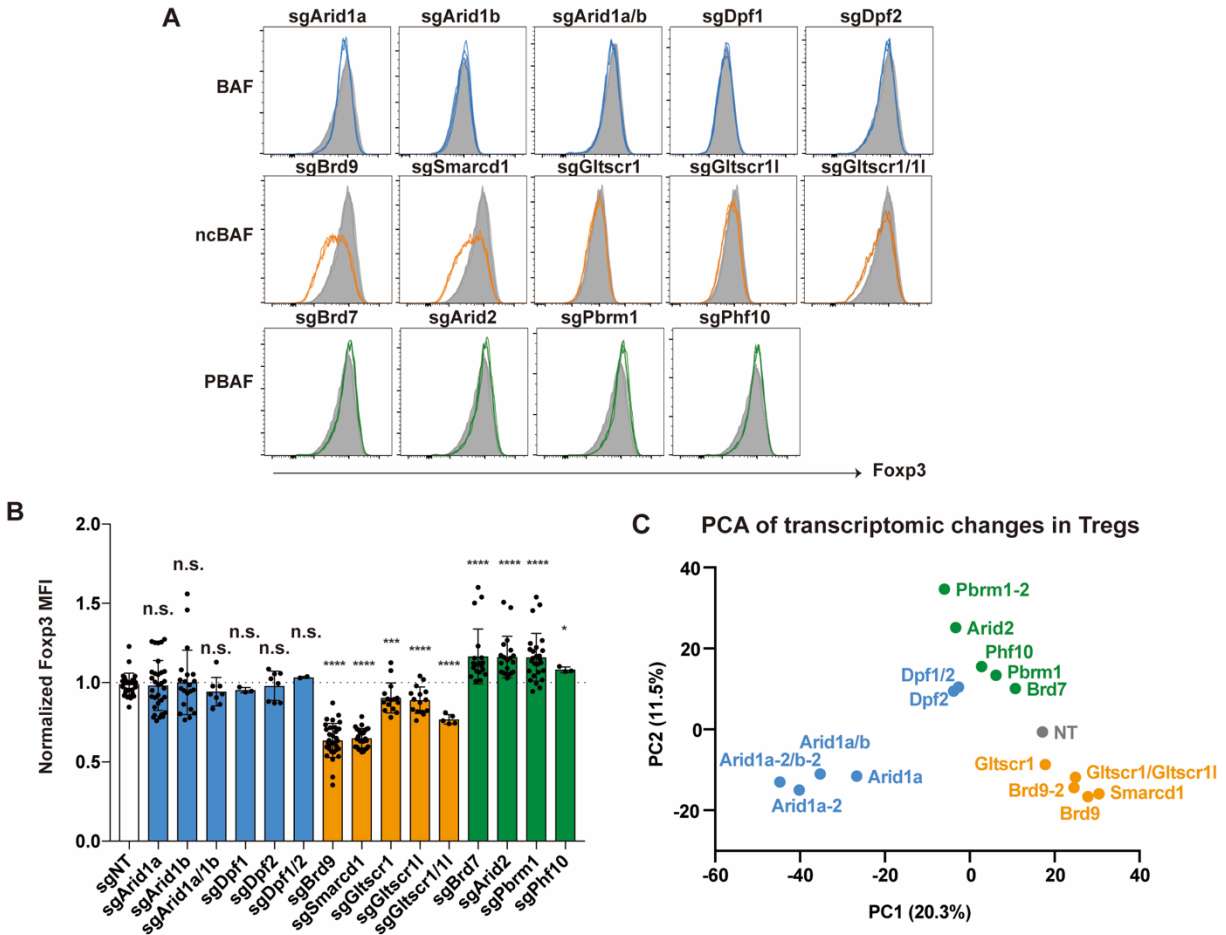 A
sgArid1a sgArid1b sgArid1a/b sgDpf1 sgDpf2
BAF
sgBrd9 sgSmarcd1 sgGltscr1 sgGltscr1l sgGltscr1/1l
ncBAF
sgBrd7 sgArid2 sgPbrm1 sgPhf10
PBAF
Foxp3
B
Normalized Foxp3 MFI
2.0
1.5
1.0
0.5
0.0
n.s. n.s. n.s. n.s. n.s. n.s. **** **** *** **** **** **** **** **** *
sgNT
sgArid1a
sgArid1b
sgArid1a/1b
sgDpf1
sgDpf2
sgDpf1/2
sgBrd9
sgSmarcd1
sgGltscr1
sgGltscr1l
sgGltscr1/1l
sgBrd7
sgArid2
sgPbrm1
sgPhf10
C
PCA of transcriptomic changes in Tregs
PC2 (11.5%)
40
20
0
-20
Pbrm1-2
Arid2
Phf10
Pbrm1
Brd7
Dpf1/2
Dpf2
NT
Arid1a/b
Arid1a-2/b-2
Arid1a
Arid1a-2
Gltscr1
Gltscr1/Gltscr1l
Brd9-2
Smarcd1
Brd9
-60 -40 -20 0 20 40
PC1 (20.3%)